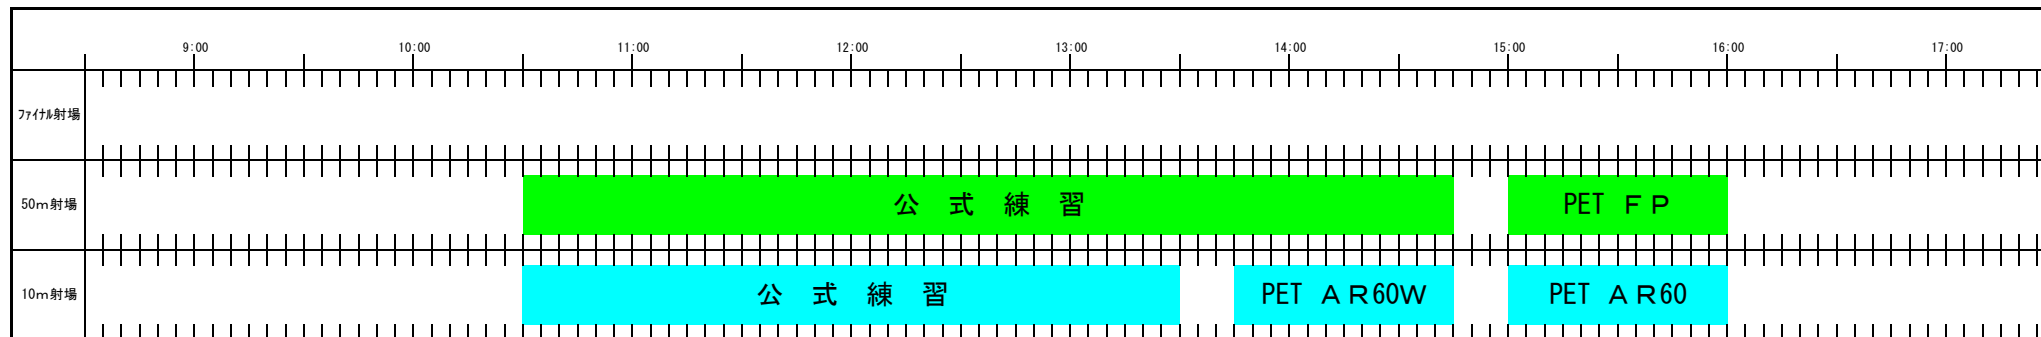 9:00 10:00 11:00 12:00 13:00 14:00 15:00 16:00 17:00
ﾌｧｲﾅﾙ射場
50ｍ射場 公 式 練 習 PET ＦＰ
10ｍ射場 公 式 練 習 PET ＡＲ60Ｗ PET ＡＲ60